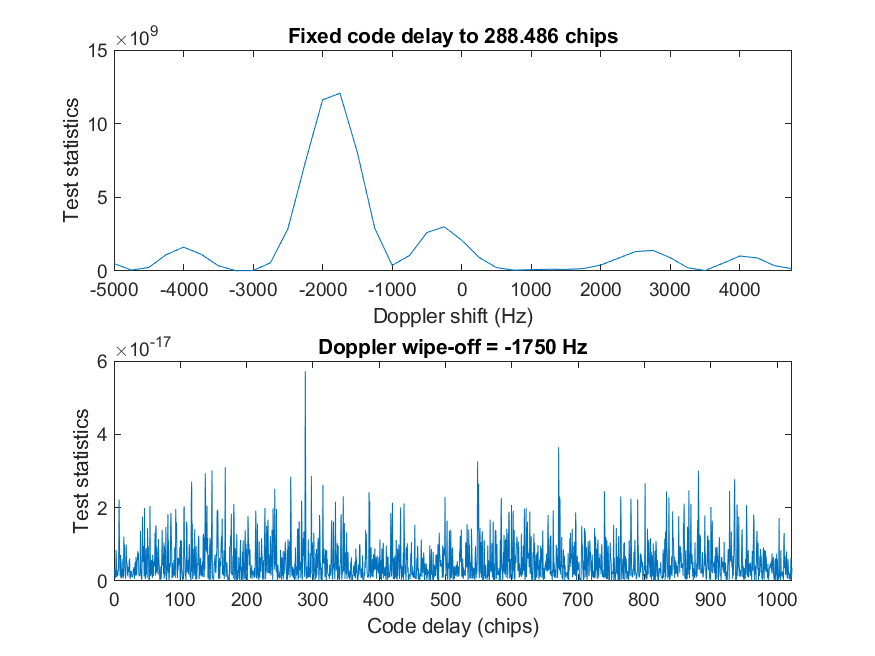 ×10^9
Fixed code delay to 288.486 chips
15
10
5
0
Test statistics
-5000 -4000 -3000 -2000 -1000 0 1000 2000 3000 4000
Doppler shift (Hz)
×10^-17
Doppler wipe-off = -1750 Hz
6
4
2
0
Test statistics
0 100 200 300 400 500 600 700 800 900 1000
Code delay (chips)